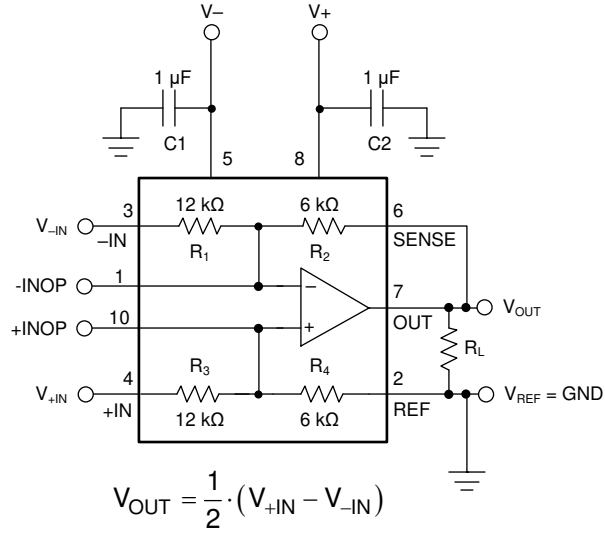 V– V+
1 µF 1 µF
C1 C2
5 8
3 12 kΩ 6 kΩ 6
V–IN –IN R1 R2 SENSE
-INOP 1
– 7 VOUT
+INOP 10 + OUT
RL
R3 R4
V+IN 4 2 VREF = GND
+IN 12 kΩ 6 kΩ REF
VOUT = 1/2 · (V+IN − V–IN)